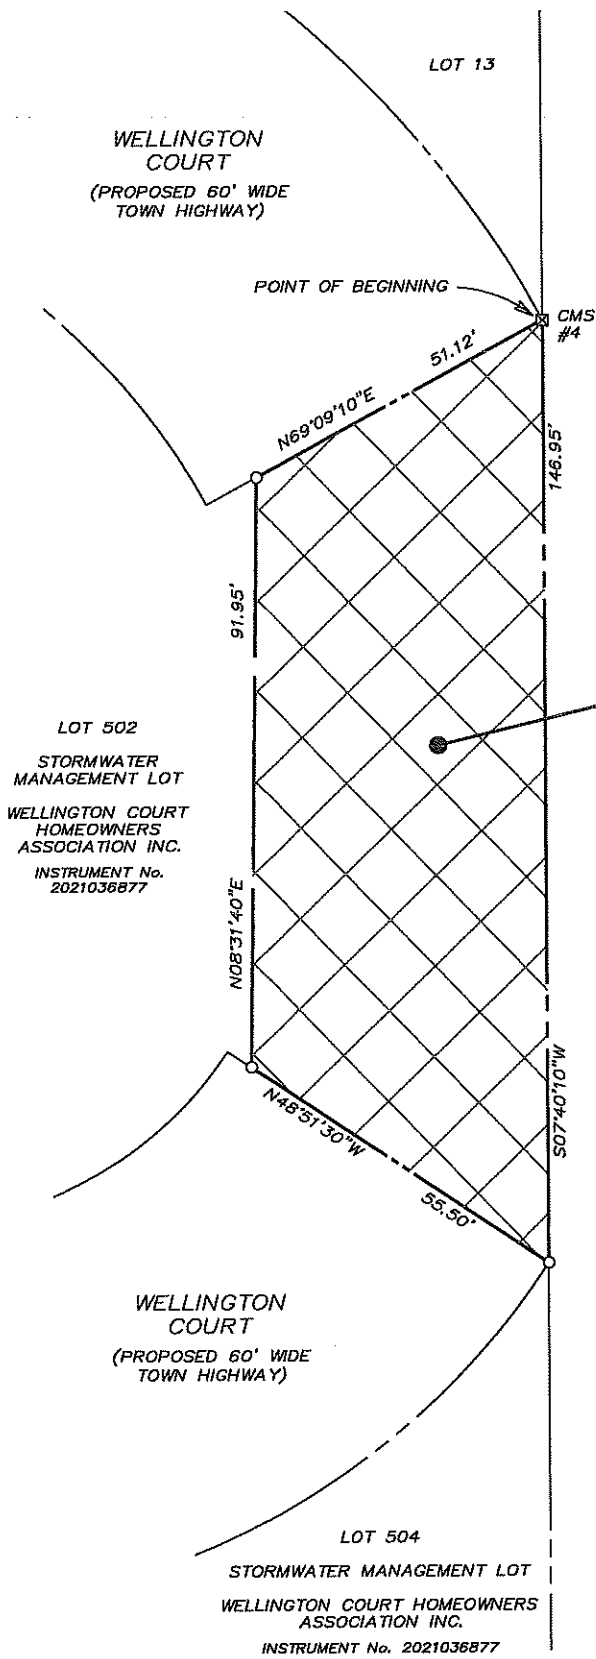 LOT 13
WELLINGTON
COURT
(PROPOSED 60' WIDE
TOWN HIGHWAY)
POINT OF BEGINNING
CMS
#4
51.12'
N69°09'10"E
146.95'
91.95'
LOT 502
STORMWATER
MANAGEMENT LOT
WELLINGTON COURT
HOMEOWNERS
ASSOCIATION INC.
INSTRUMENT No.
2021036877
N08°31'40"E
S07°40'10"W
N48°51'30"W
55.50'
WELLINGTON
COURT
(PROPOSED 60' WIDE
TOWN HIGHWAY)
LOT 504
STORMWATER MANAGEMENT LOT
WELLINGTON COURT HOMEOWNERS
ASSOCIATION INC.
INSTRUMENT No. 2021036877